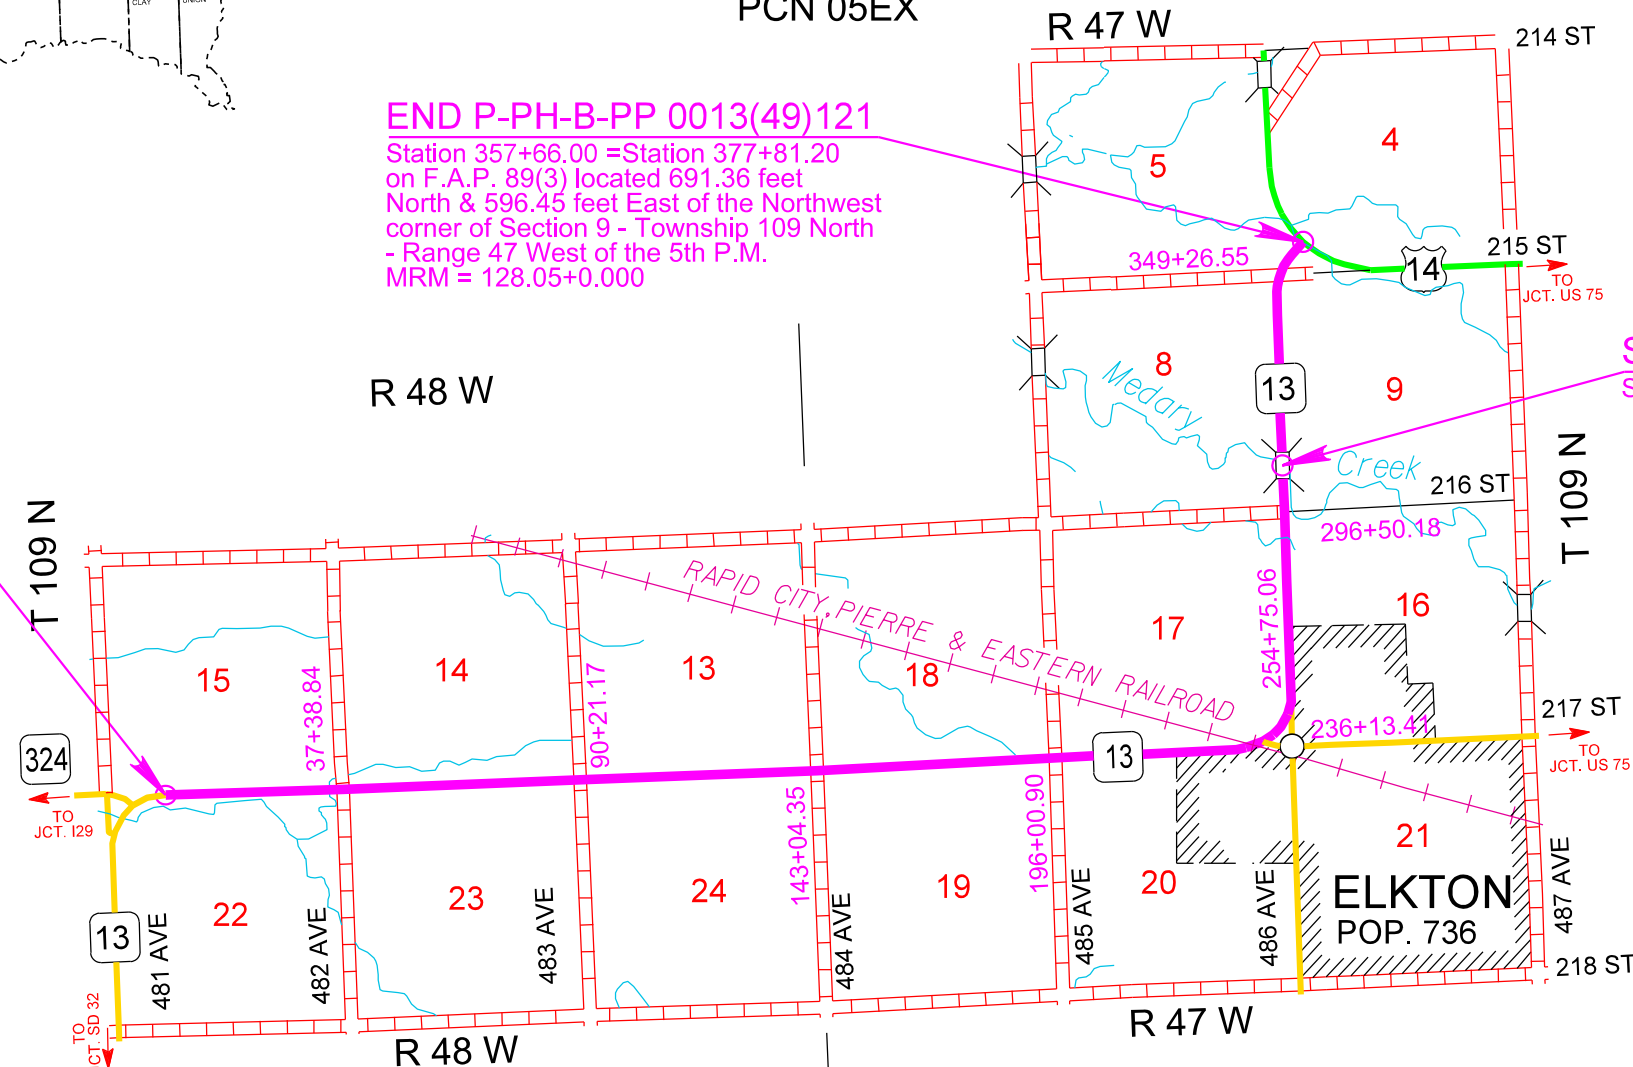 CLAY
UNION
PCN 05EX
R 47 W
214 ST
END P-PH-B-PP 0013(49)121
Station 357+66.00 =Station 377+81.20
on F.A.P. 89(3) located 691.36 feet
North & 596.45 feet East of the Northwest
corner of Section 9 - Township 109 North
- Range 47 West of the 5th P.M.
MRM = 128.05+0.000
5
4
349+26.55
14
215 ST
TO
JCT. US 75
R 48 W
8
Medary
13
9
Creek
216 ST
296+50.18
T 109 N
T 109 N
RAPID CITY, PIERRE & EASTERN RAILROAD
15
37+38.84
14
90+21.17
13
18
17
254+75.06
16
236+13.41
217 ST
TO
JCT. US 75
324
TO
JCT. I29
13
143+04.35
196+00.90
22
23
24
19
20
21
13
481 AVE
482 AVE
483 AVE
484 AVE
485 AVE
486 AVE
487 AVE
ELKTON
POP. 736
218 ST
TO
CT. SD 32
R 48 W
R 47 W